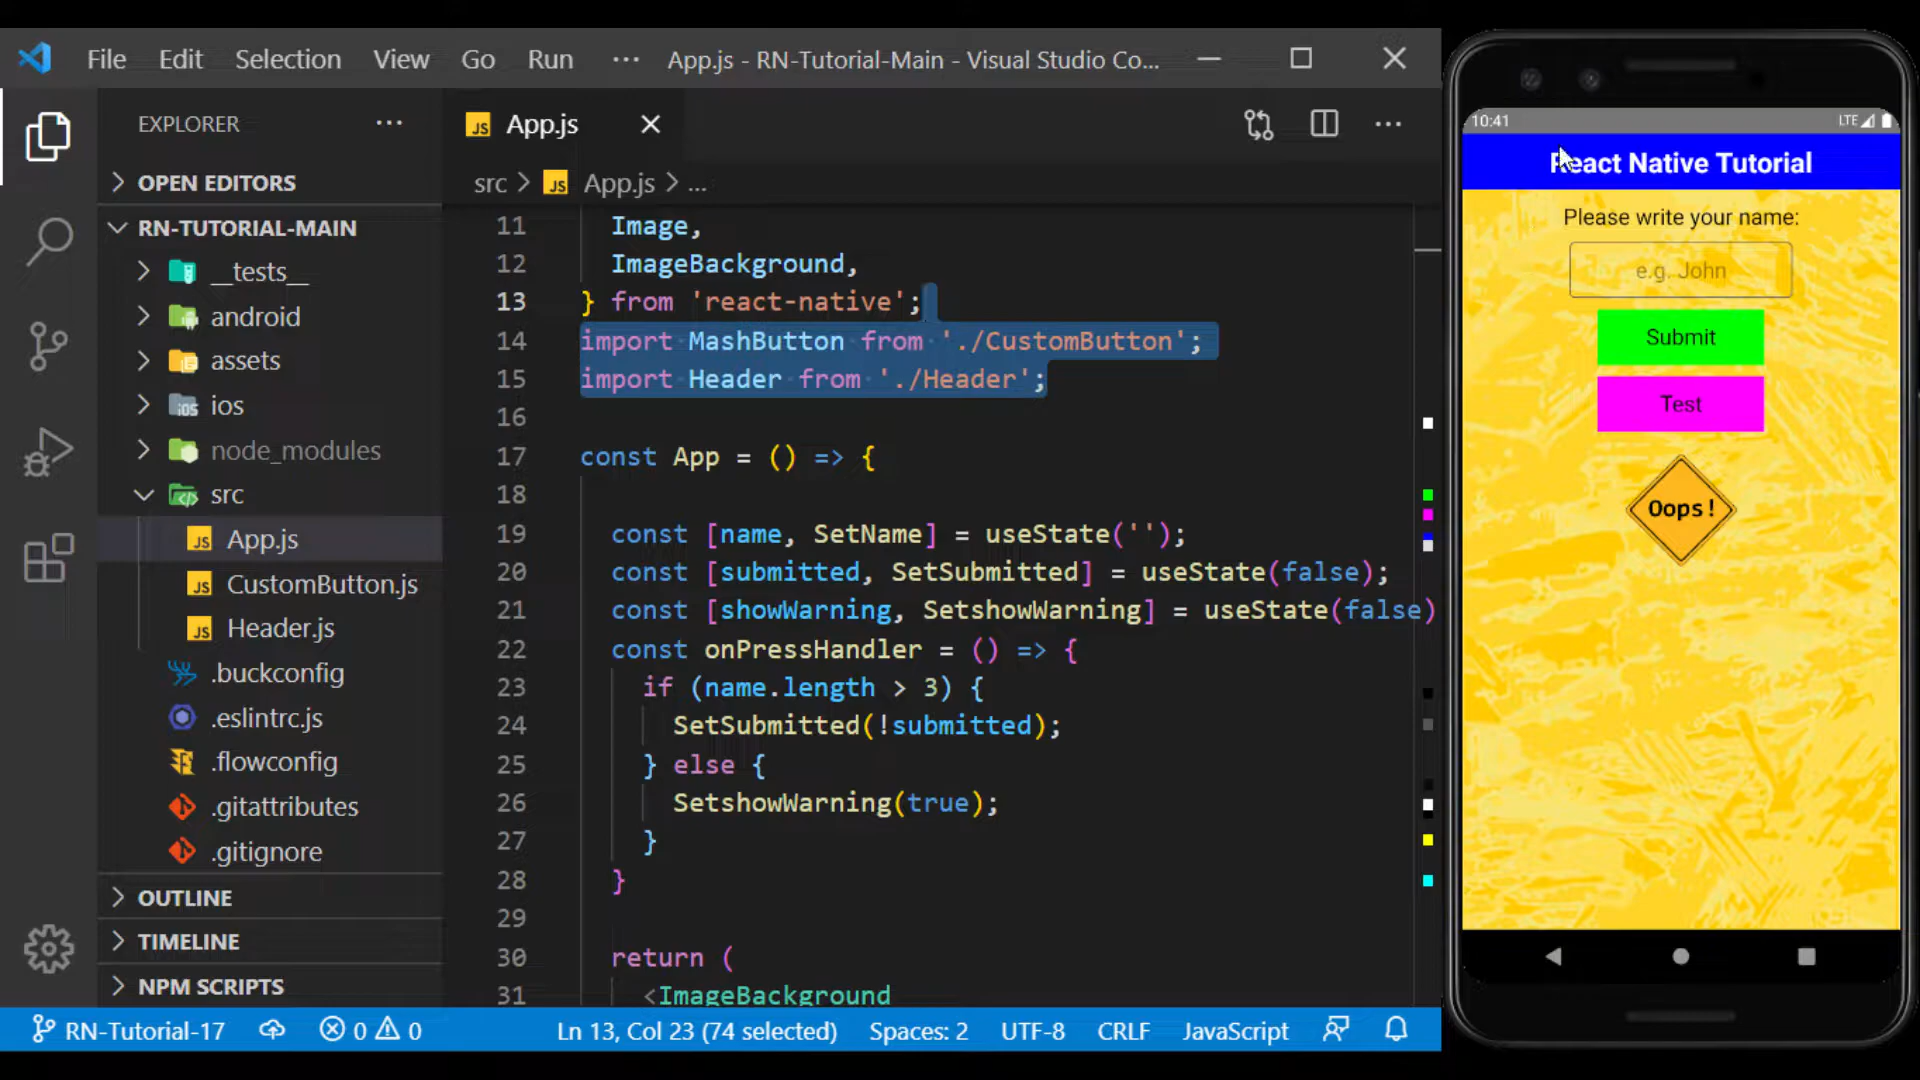 File Edit Selection View Go Run ··· App.js - RN-Tutorial-Main - Visual Studio Co...
EXPLORER
OPEN EDITORS
RN-TUTORIAL-MAIN
__tests__
android
assets
ios
node_modules
src
JS App.js
JS CustomButton.js
JS Header.js
.buckconfig
.eslintrc.js
.flowconfig
.gitattributes
.gitignore
OUTLINE
TIMELINE
NPM SCRIPTS
JS App.js
src > JS App.js > ...
11 Image,
12 ImageBackground,
13 } from 'react-native';
14 import MashButton from './CustomButton';
15 import Header from './Header';
16
17 const App = () => {
18
19 const [name, SetName] = useState('');
20 const [submitted, SetSubmitted] = useState(false);
21 const [showWarning, SetshowWarning] = useState(false)
22 const onPressHandler = () => {
23 if (name.length > 3) {
24 SetSubmitted(!submitted);
25 } else {
26 SetshowWarning(true);
27 }
28 }
29
30 return (
31 <ImageBackground
RN-Tutorial-17 0 0 Ln 13, Col 23 (74 selected) Spaces: 2 UTF-8 CRLF JavaScript
10:41 LTE
React Native Tutorial
Please write your name:
e.g. John
Submit
Test
Oops!